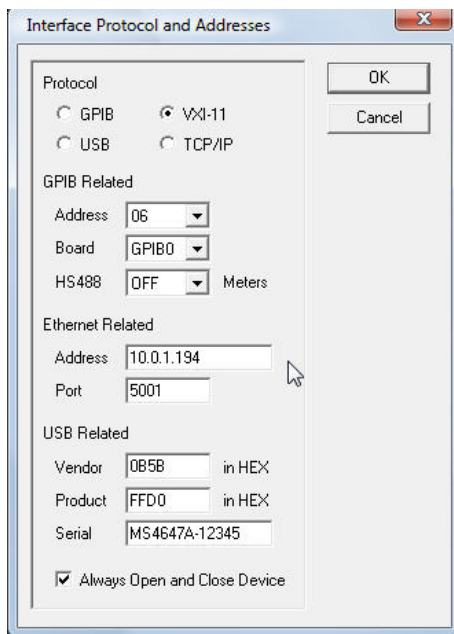 Interface Protocol and Addresses
OK
Cancel
Protocol
GPIB VXI-11
USB TCP/IP
GPIB Related
Address 06
Board GPIB0
HS488 OFF Meters
Ethernet Related
Address 10.0.1.194
Port 5001
USB Related
Vendor 0B5B in HEX
Product FFD0 in HEX
Serial MS4647A-12345
Always Open and Close Device